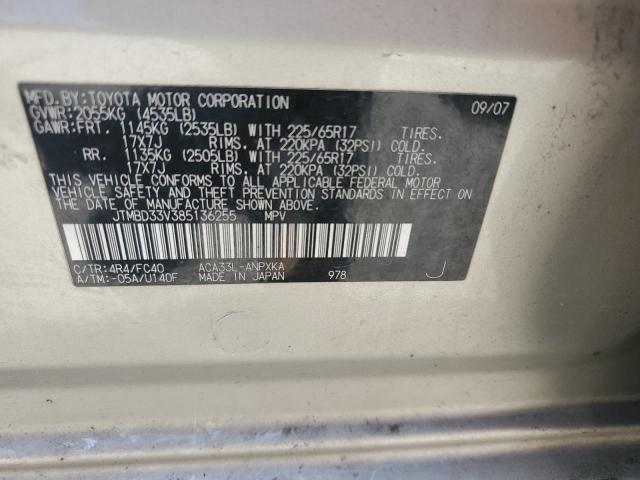 MFD.BY:TOYOTA MOTOR CORPORATION 09/07
GVWR:2055KG (4535LB)
GAWR:FRT. 1145KG (2535LB) WITH 225/65R17 TIRES.
17X7J RIMS. AT 220KPA (32PSI) COLD.
RR. 1135KG (2505LB) WITH 225/65R17 TIRES.
17X7J RIMS. AT 220KPA (32PSI) COLD.
THIS VEHICLE CONFORMS TO ALL APPLICABLE FEDERAL MOTOR
VEHICLE SAFETY AND THEFT PREVENTION STANDARDS IN EFFECT ON
THE DATE OF MANUFACTURE SHOWN ABOVE.
JTMBD33V385136255 MPV
C/TR:4R4/FC40 ACA33L-ANPXKA
A/TM:-05A/U140F MADE IN JAPAN 978 J